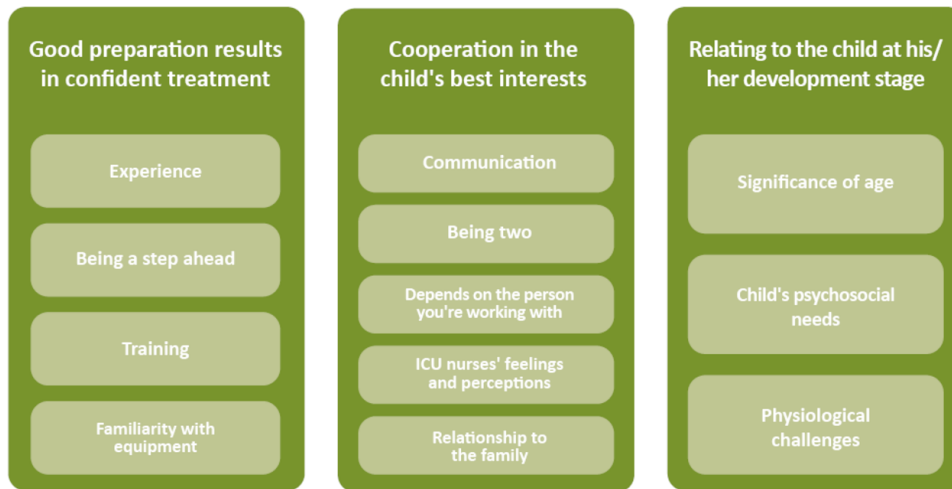 Good preparation results
in confident treatment
Experience
Being a step ahead
Training
Familiarity with
equipment
Cooperation in the
child's best interests
Communication
Being two
Depends on the person
you're working with
ICU nurses' feelings
and perceptions
Relationship to
the family
Relating to the child at his/
her development stage
Significance of age
Child's psychosocial
needs
Physiological
challenges